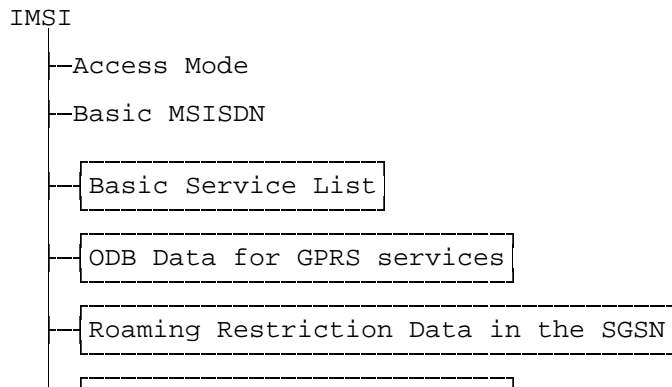 IMSI
Access Mode
Basic MSISDN
Basic Service List
ODB Data for GPRS services
Roaming Restriction Data in the SGSN